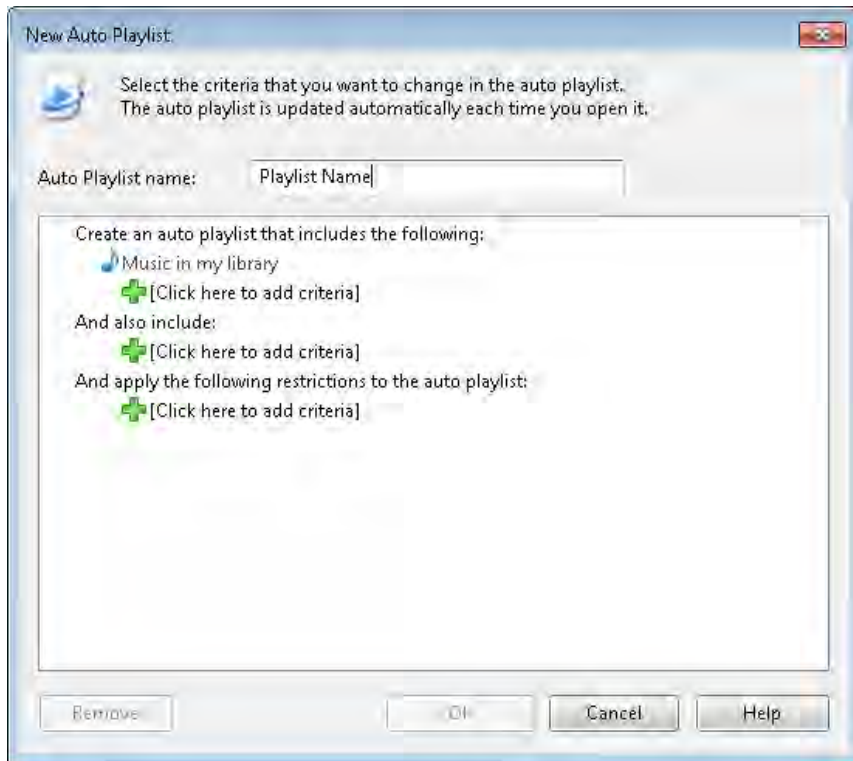 New Auto Playlist
Select the criteria that you want to change in the auto playlist.
The auto playlist is updated automatically each time you open it.
Auto Playlist name: Playlist Name
Create an auto playlist that includes the following:
Music in my library
[Click here to add criteria]
And also include:
[Click here to add criteria]
And apply the following restrictions to the auto playlist:
[Click here to add criteria]
Remove OK Cancel Help